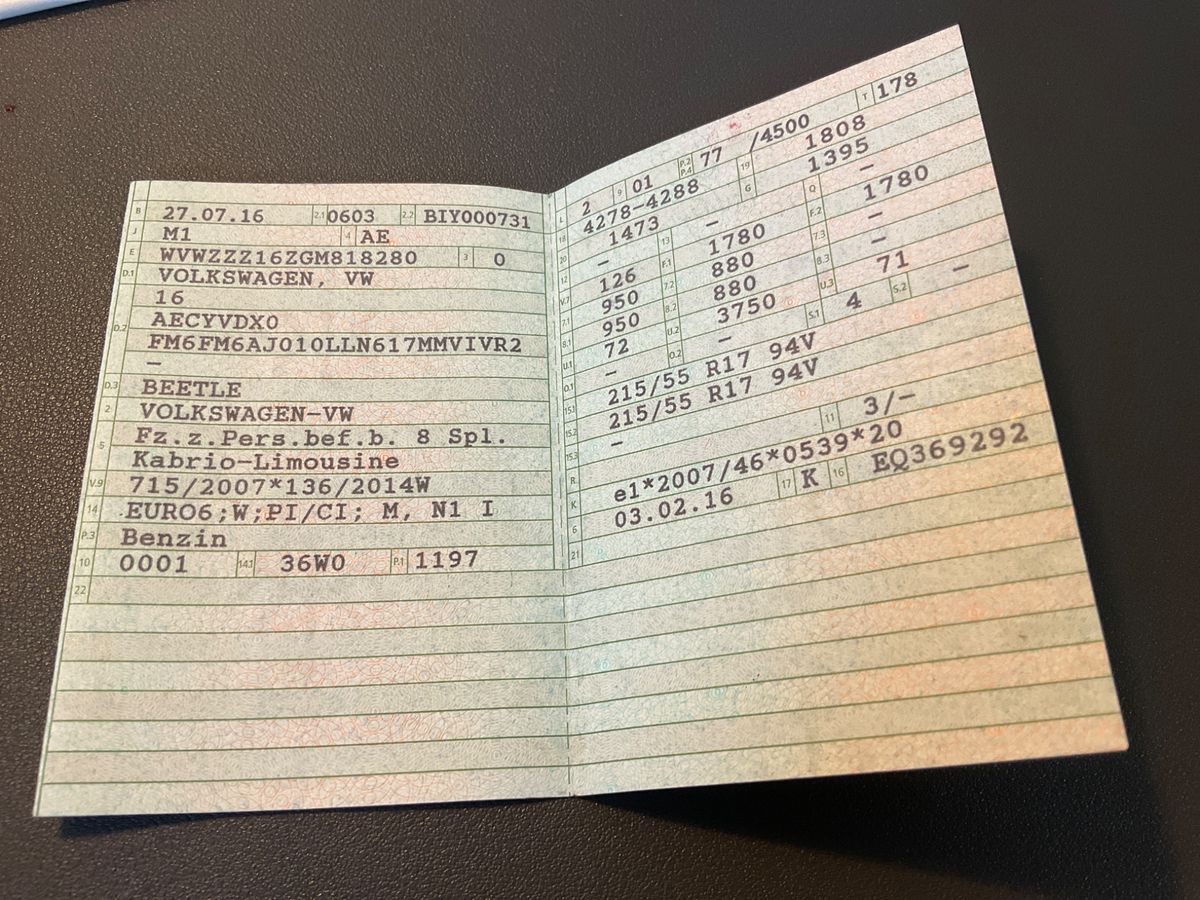 B 27.07.16 2.1 0603 2.2 BIY000731
J M1 4 AE
E WVWZZZ16ZGM818280 3 0
D.1 VOLKSWAGEN, VW
16
D.2 AECYVDX0
FM6FM6AJ010LLN617MMVIVR2
–
D.3 BEETLE
2 VOLKSWAGEN-VW
5 Fz.z.Pers.bef.b. 8 Spl.
Kabrio-Limousine
V.9 715/2007*136/2014W
14 EURO6;W;PI/CI; M, N1 I
P.3 Benzin
10 0001 14.1 36W0 P.1 1197
22
L 2 9 01 P.2 P.4 77 /4500 T 178
18 4278-4288 19 1808
20 1473 – G 1395
12 – 13 Q –
V.7 126 F.1 1780 F.2 1780
7.1 950 7.2 880 7.3 –
8.1 950 8.2 880 8.3 –
U.1 72 U.2 3750 U.3 71
O.1 – O.2 – S.1 4 S.2 –
15.1 215/55 R17 94V
15.2 215/55 R17 94V
15.3 –
R 11 3/–
K e1*2007/46*0539*20
6 03.02.16 17 K 16 EQ369292
21